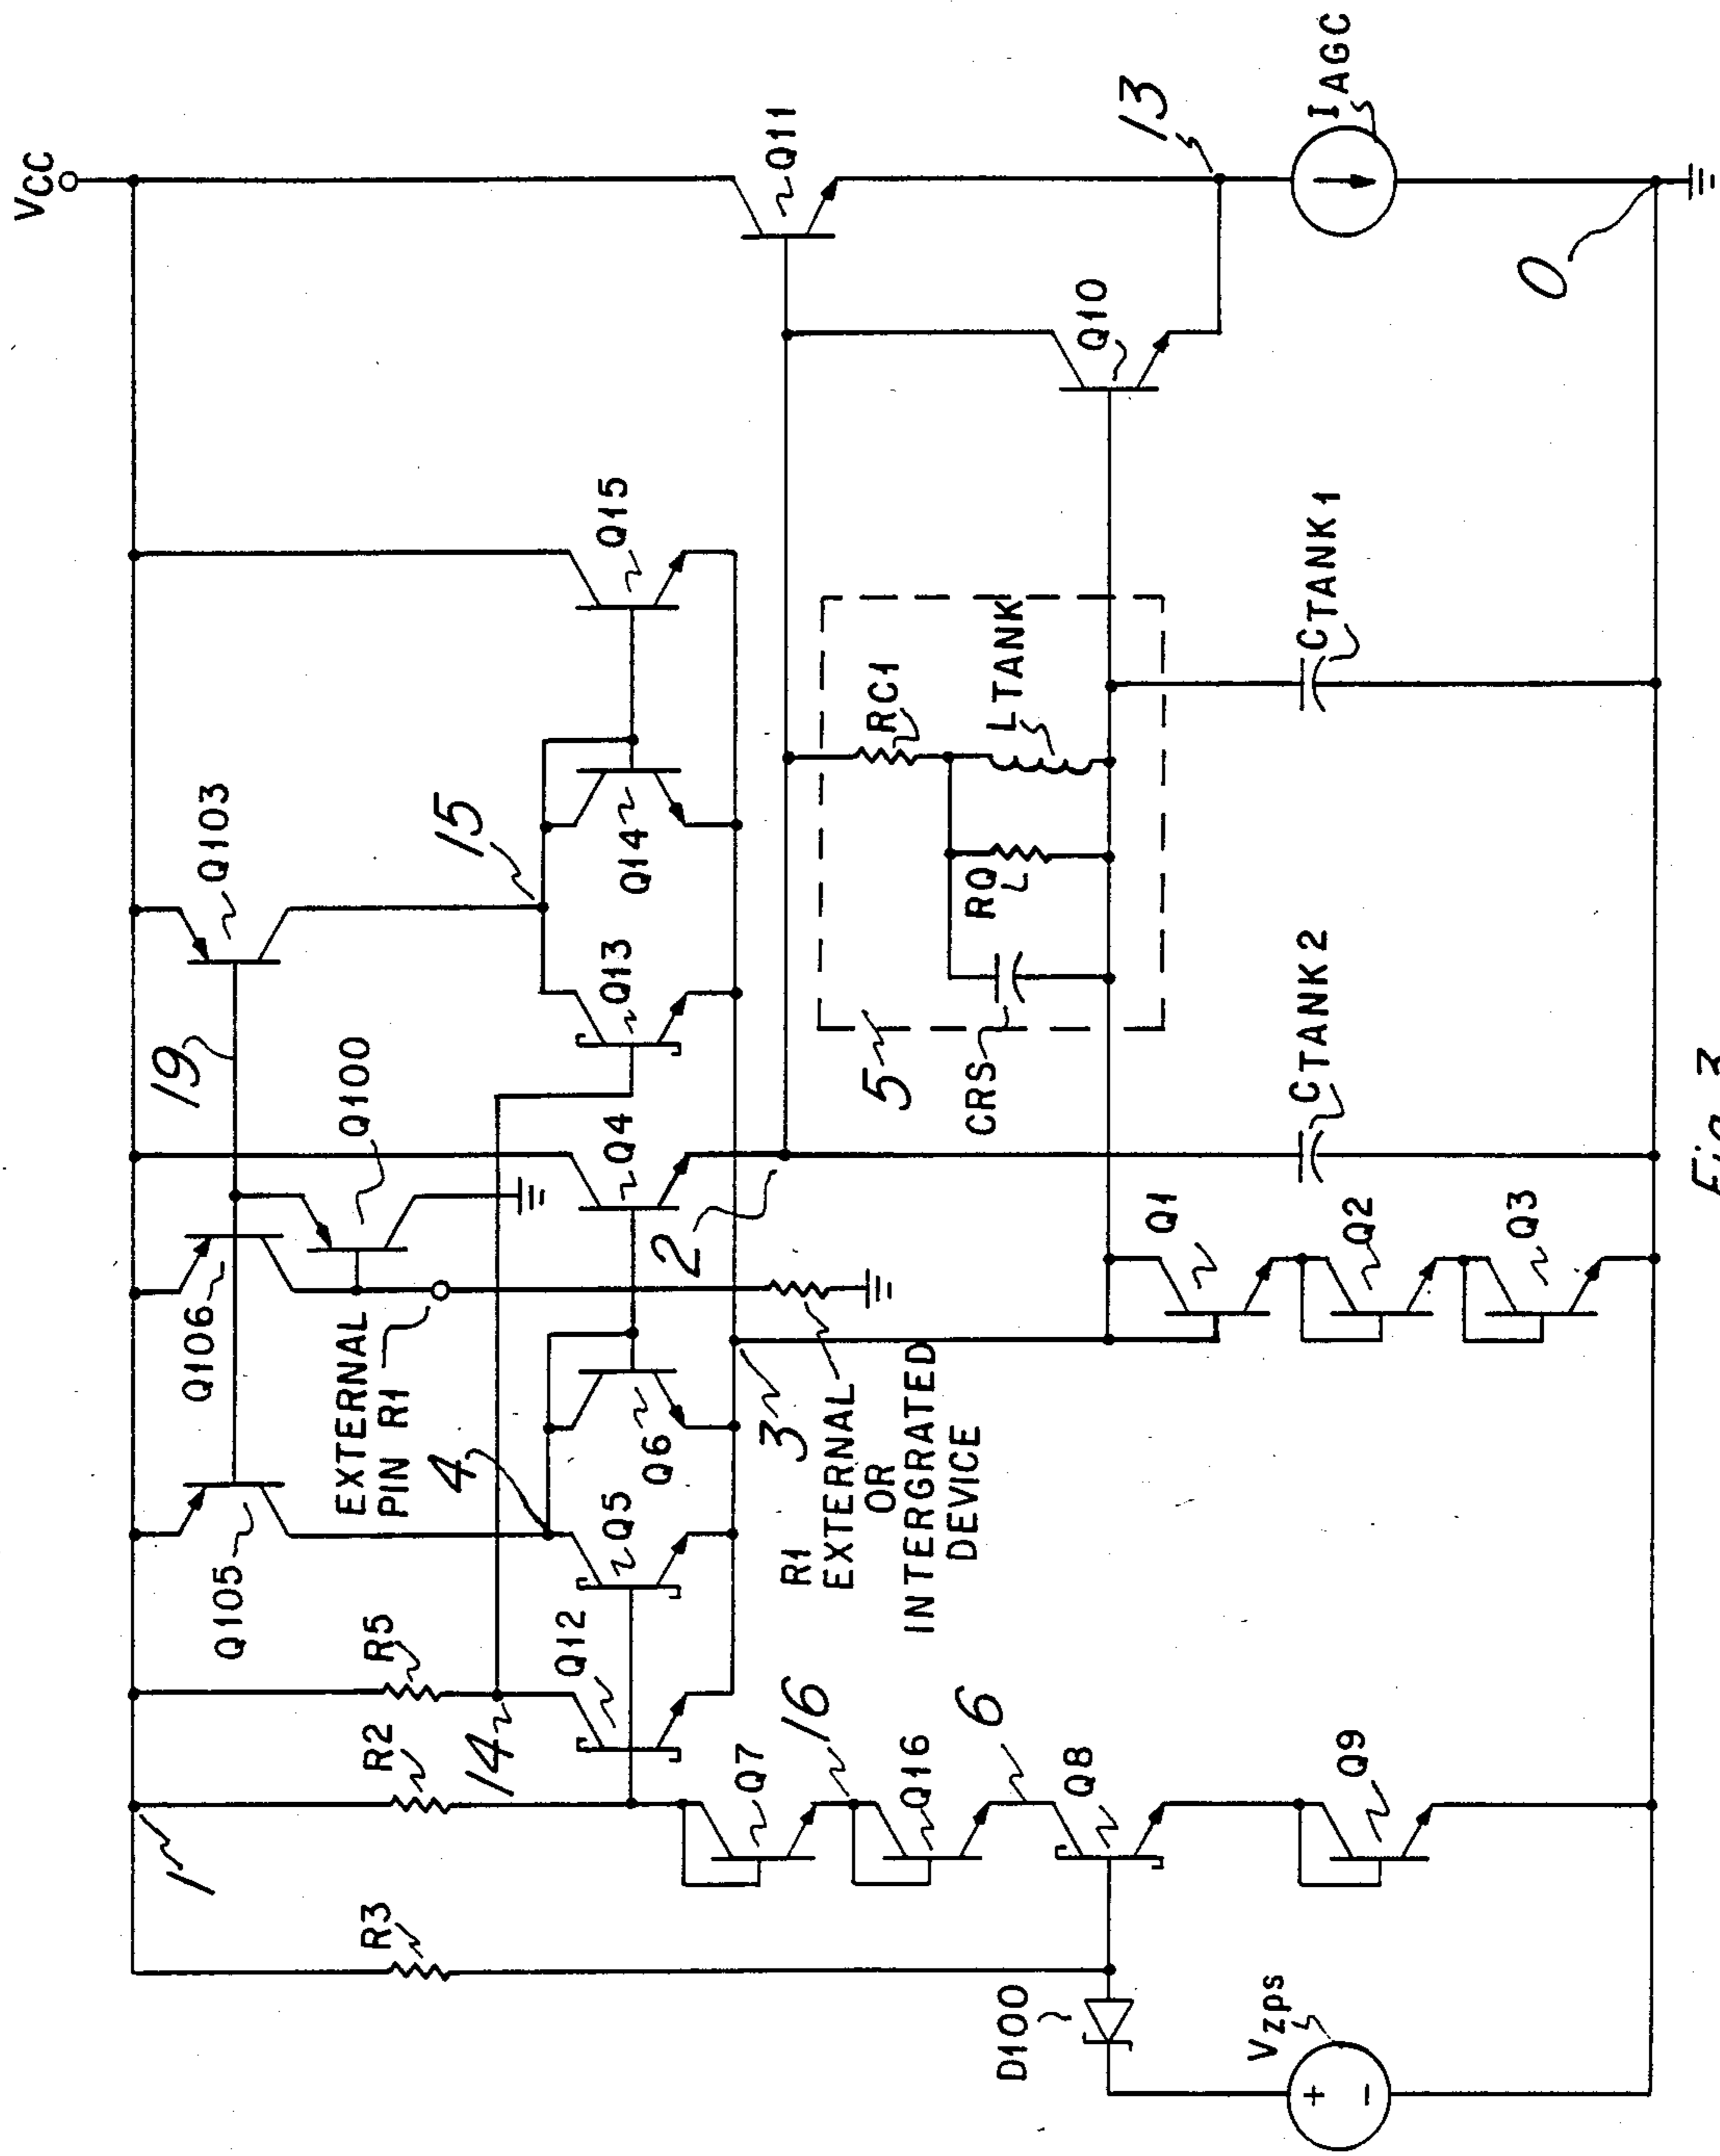 VCC
Q11
13
IAGC
0
Q10
Q15
Q103
15
Q14
Q13
19
Q100
Q4
Q106
EXTERNAL
PIN R1
4
Q105
Q5
Q6
2
3
R1
EXTERNAL
OR
INTERGRATED
DEVICE
R5
Q12
R2
14
1
R3
Q7
16
Q16
6
Q8
Q9
D100
Vzps
+
−
RC1
LTANK
RQ
CRS
5
CTANK1
CTANK2
Q1
Q2
Q3
Fig. 3